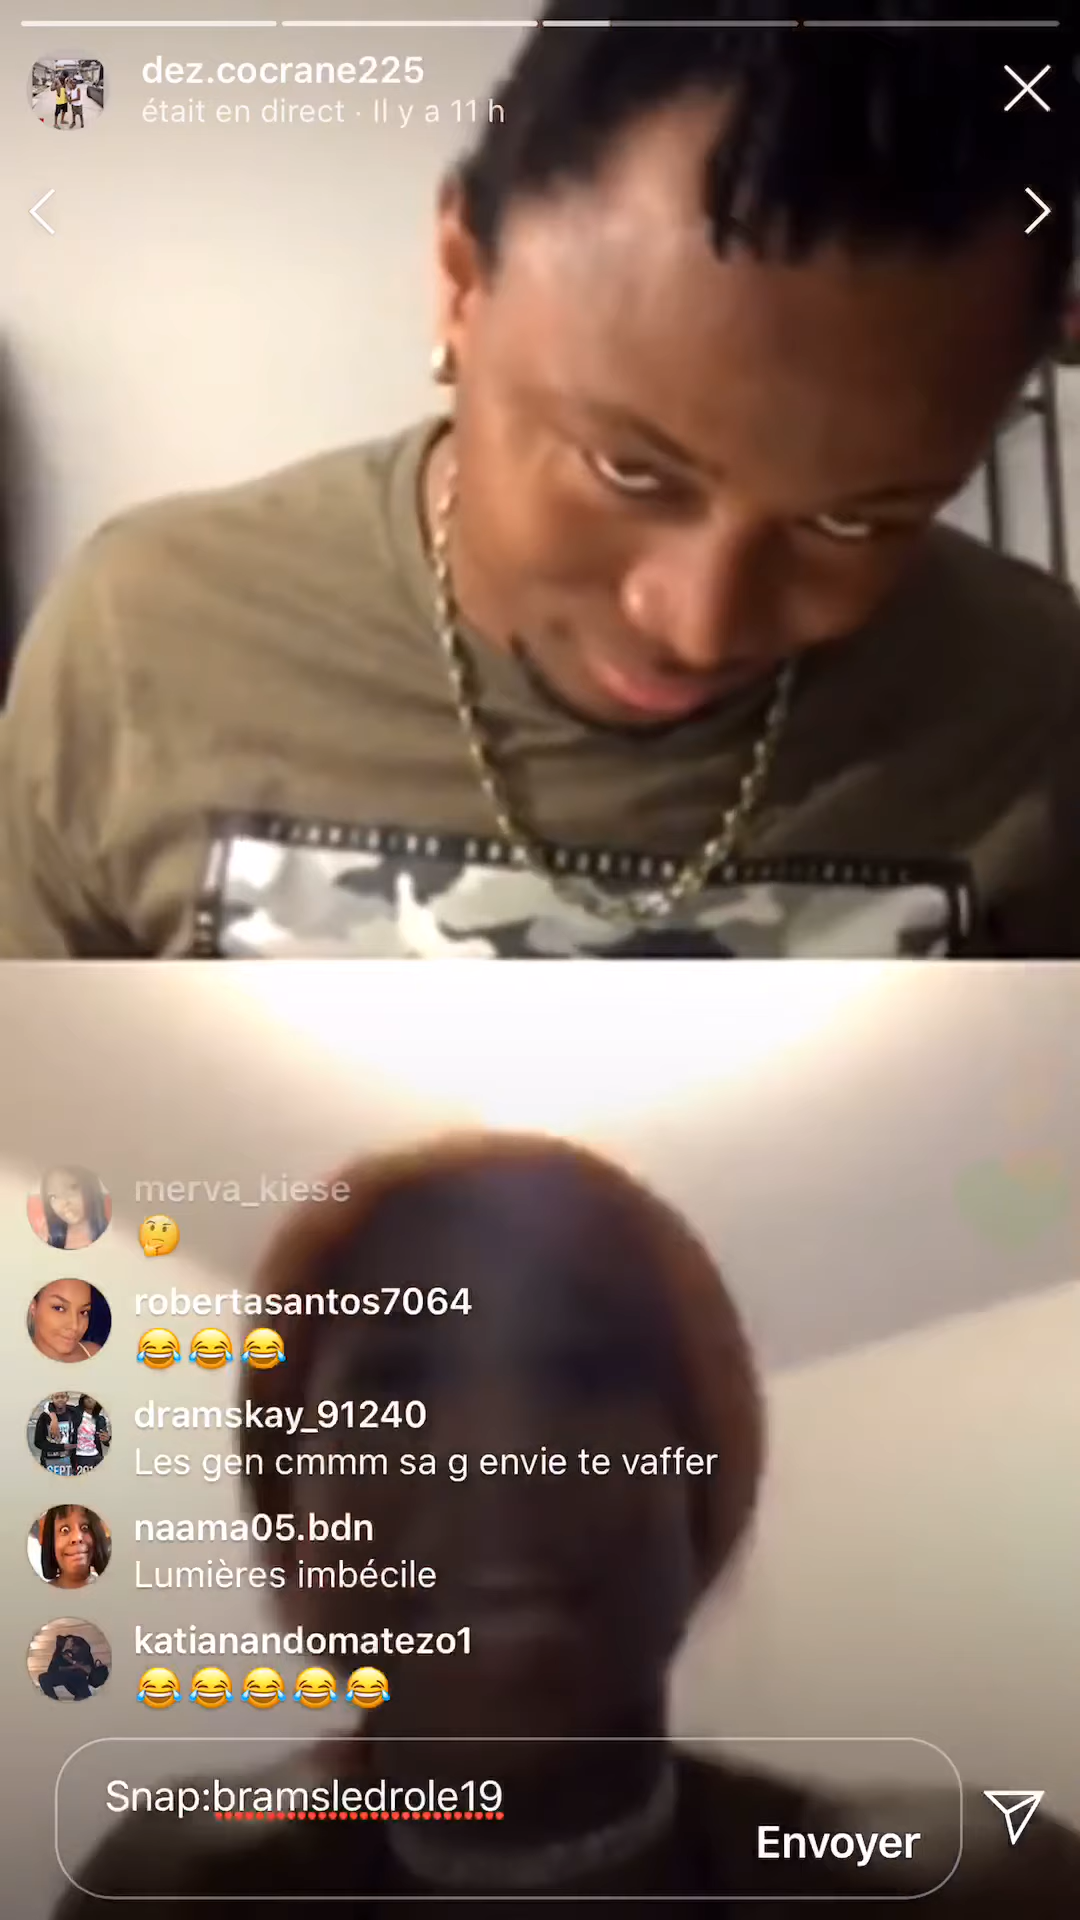 dez.cocrane225
était en direct · Il y a 11 h
merva_kiese
🤔
robertasantos7064
😂😂😂
dramskay_91240
Les gen cmmm sa g envie te vaffer
naama05.bdn
Lumières imbécile
katianandomatezo1
😂😂😂😂😂
Snap:bramsledrole19
Envoyer